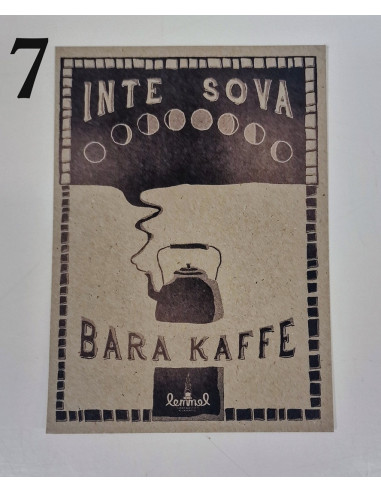 7
INTE SOVA
BARA KAFFE
lemmel